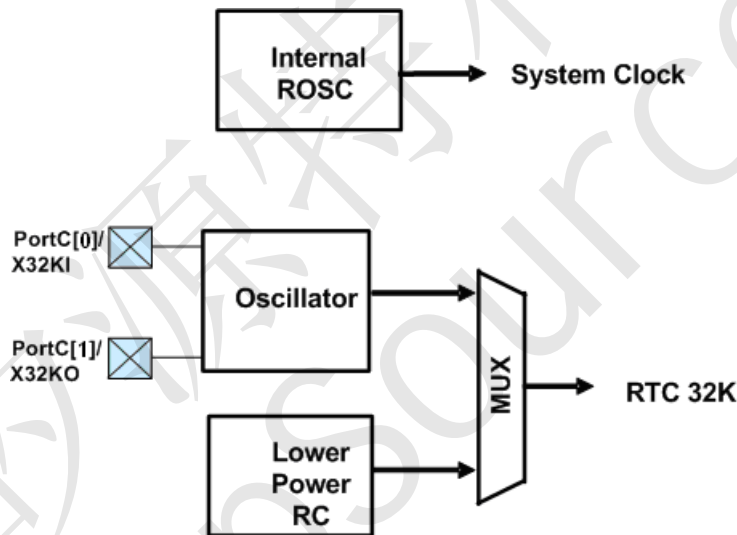 Internal
ROSC
System Clock
PortC[0]/
X32KI
Oscillator
PortC[1]/
X32KO
MUX
RTC 32K
Lower
Power
RC